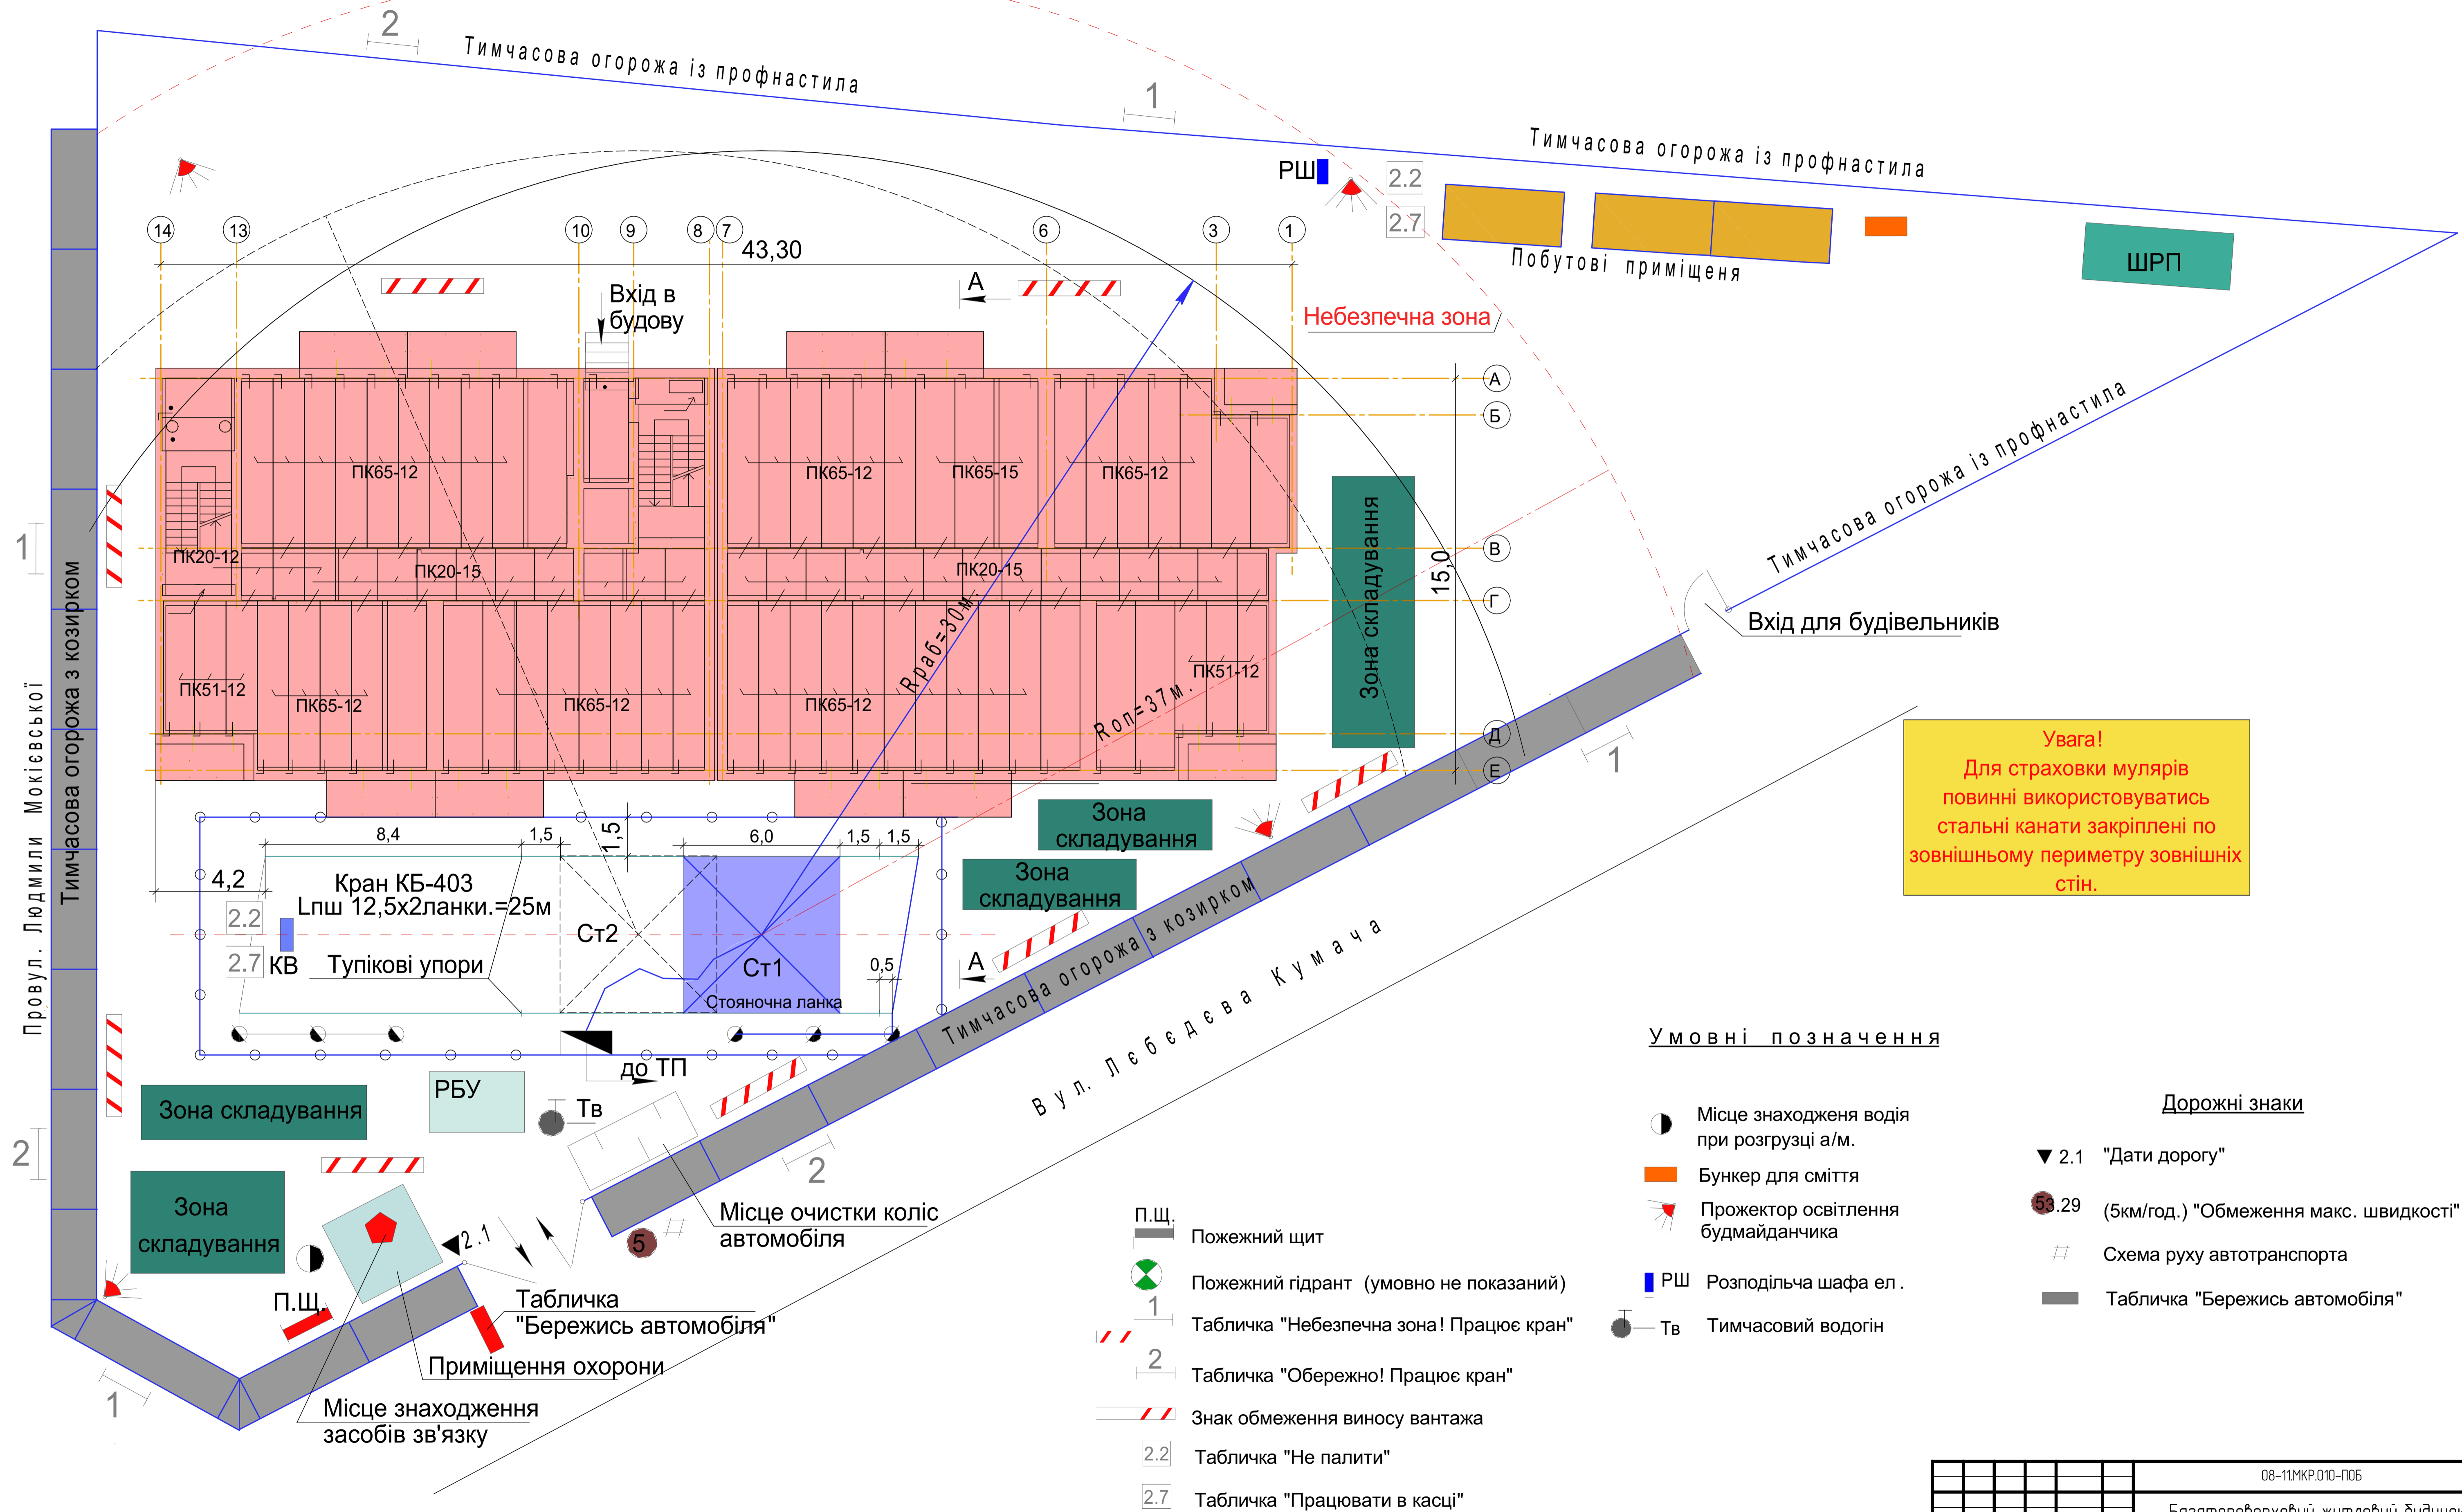 2
Тимчасова огорожа із профнастила
1
Тимчасова огорожа із профнастила
РШ
2.2
2.7
Побутові приміщеня
ШРП
14
13
10
9
8
7
6
3
1
43,30
Вхід в
будову
А
Небезпечна зона
А
Б
В
Г
Д
Е
15,0
ПК65-12
ПК65-12
ПК65-15
ПК65-12
ПК20-12
ПК20-15
ПК20-15
ПК51-12
ПК65-12
ПК65-12
ПК65-12
ПК51-12
Rраб=30м.
Rоп=37м.
Зона складування
Тимчасова огорожа із профнастила
Вхід для будівельників
1
Провул. Людмили Мокієвської
Тимчасова огорожа з козирком
1
Увага!
Для страховки мулярів
повинні використовуватись
стальні канати закріплені по
зовнішньому периметру зовнішніх
стін.
8,4
1,5
1,5
6,0
1,5
1,5
4,2
Кран КБ-403
Lпш 12,5х2ланки.=25м
2.2
2.7
КВ
Тупікові упори
Ст2
Ст1
Стояночна ланка
0,5
А
Зона
складування
Зона
складування
Тимчасова огорожа з козирком
Вул. Лєбєдєва Кумача
до ТП
РБУ
Тв
Зона складування
2
Зона
складування
2.1
5
2
Місце очистки коліс
автомобіля
П.Щ.
Табличка
"Бережись автомобіля"
Приміщення охорони
Місце знаходження
засобів зв'язку
1
Умовні позначення
П.Щ.
Пожежний щит
Пожежний гідрант (умовно не показаний)
1
Табличка "Небезпечна зона! Працює кран"
2
Табличка "Обережно! Працює кран"
Знак обмеження виносу вантажа
2.2
Табличка "Не палити"
2.7
Табличка "Працювати в касці"
Місце знаходженя водія
при розгрузці а/м.
Бункер для сміття
Прожектор освітлення
будмайданчика
РШ
Розподільча шафа ел.
Тв
Тимчасовий водогін
Дорожні знаки
2.1
"Дати дорогу"
53.29
(5км/год.) "Обмеження макс. швидкості"
Схема руху автотранспорта
Табличка "Бережись автомобіля"
08-11.МКР.010-ПОБ